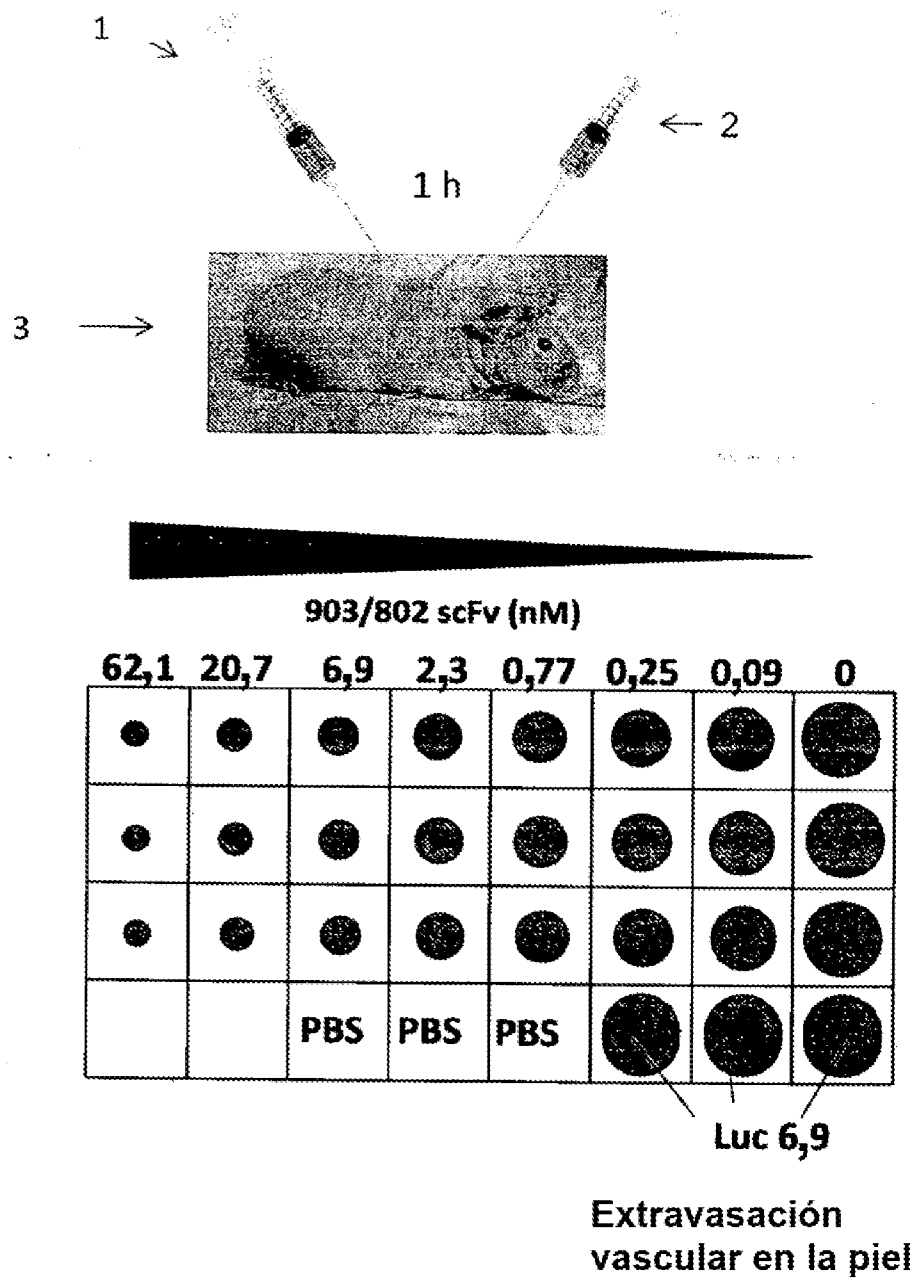 1
2
1 h
3
903/802 scFv (nM)
62,1 20,7 6,9 2,3 0,77 0,25 0,09 0
PBS PBS PBS
Luc 6,9
Extravasación
vascular en la piel